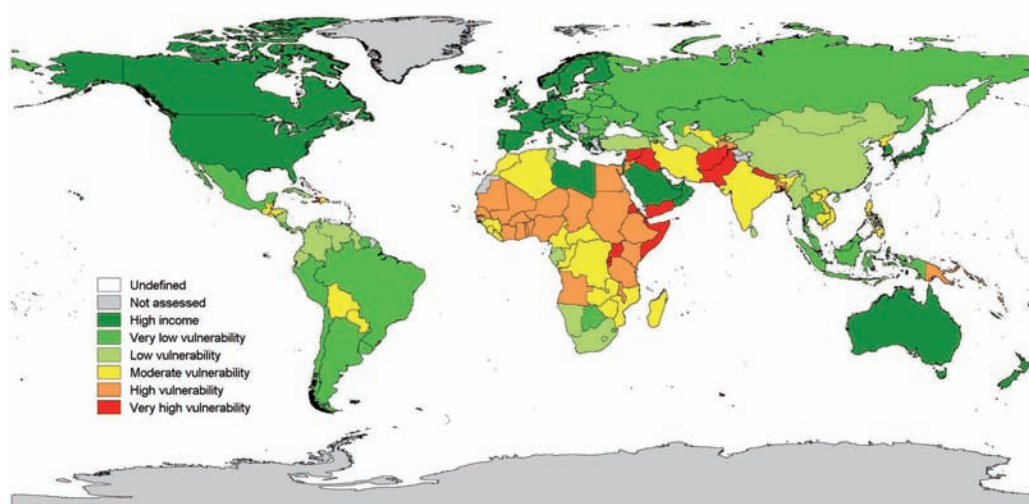 Undefined
Not assessed
High income
Very low vulnerability
Low vulnerability
Moderate vulnerability
High vulnerability
Very high vulnerability